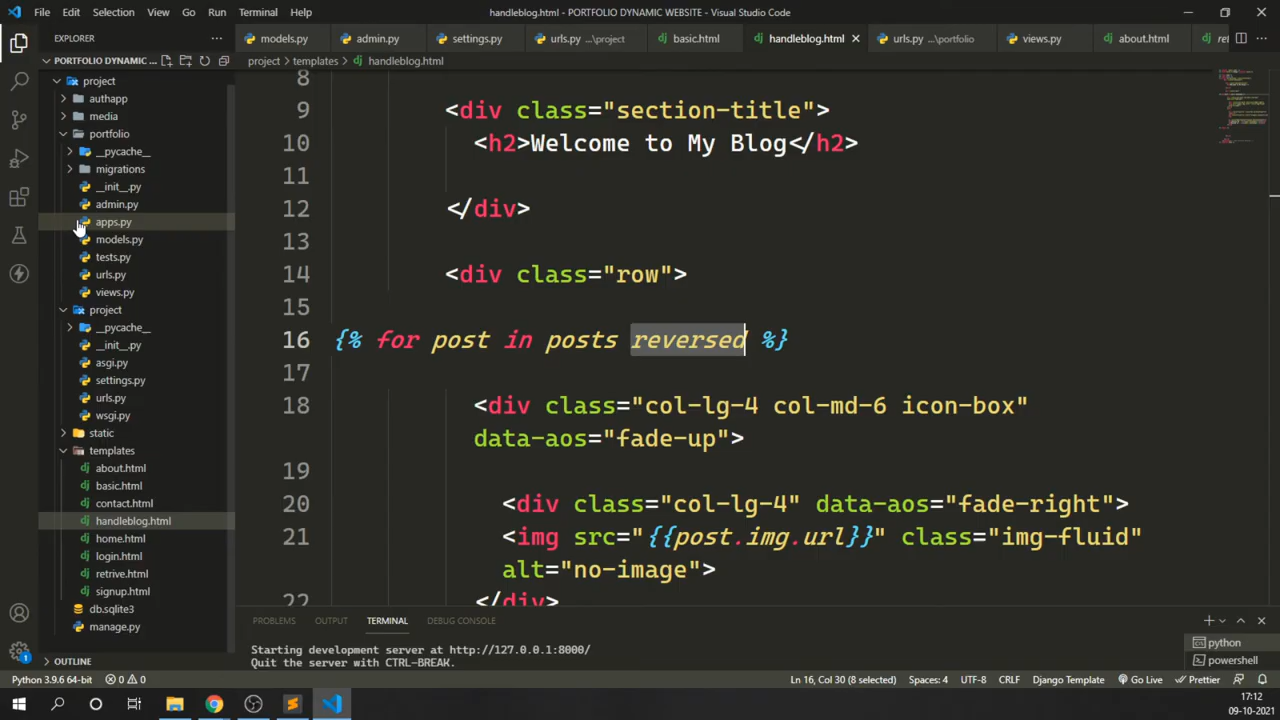 File Edit Selection View Go Run Terminal Help
handleblog.html - PORTFOLIO DYNAMIC WEBSITE - Visual Studio Code
EXPLORER
models.py admin.py settings.py urls.py ...\project basic.html handleblog.html urls.py ...\portfolio views.py about.html
PORTFOLIO DYNAMIC ...
project > templates > handleblog.html
project
authapp
media
portfolio
__pycache__
migrations
__init__.py
admin.py
apps.py
models.py
tests.py
urls.py
views.py
project
__pycache__
__init__.py
asgi.py
settings.py
urls.py
wsgi.py
static
templates
about.html
basic.html
contact.html
handleblog.html
home.html
login.html
retrive.html
signup.html
db.sqlite3
manage.py
OUTLINE
8
9 <div class="section-title">
10 <h2>Welcome to My Blog</h2>
11
12 </div>
13
14 <div class="row">
15
16 {% for post in posts reversed %}
17
18 <div class="col-lg-4 col-md-6 icon-box"
data-aos="fade-up">
19
20 <div class="col-lg-4" data-aos="fade-right">
21 <img src="{{post.img.url}}" class="img-fluid"
alt="no-image">
22 </div>
PROBLEMS OUTPUT TERMINAL DEBUG CONSOLE
Starting development server at http://127.0.0.1:8000/
Quit the server with CTRL-BREAK.
python
powershell
1
Python 3.9.6 64-bit 0 0
Ln 16, Col 30 (8 selected) Spaces: 4 UTF-8 CRLF Django Template Go Live Prettier
17:12
09-10-2021